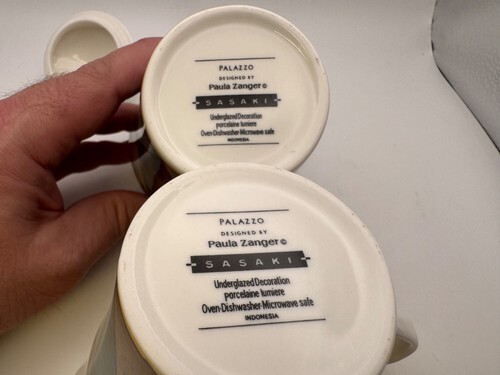 PALAZZO
DESIGNED BY
Paula Zanger©
SASAKI
Underglazed Decoration
porcelaine lumiere
Oven-Dishwasher-Microwave safe
INDONESIA
PALAZZO
DESIGNED BY
Paula Zanger©
SASAKI
Underglazed Decoration
porcelaine lumiere
Oven-Dishwasher-Microwave safe
INDONESIA